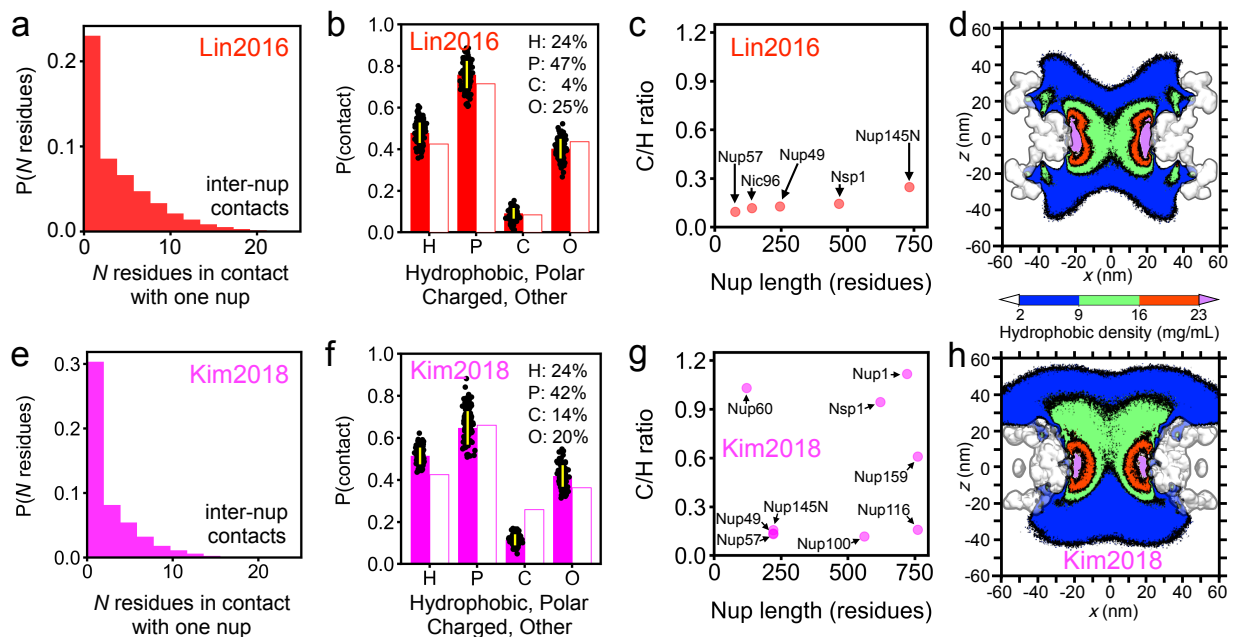 a
Lin2016
P(N residues)
0.2
0.1
0.0
0 10 20
inter-nup
contacts
N residues in contact
with one nup
b
Lin2016
H: 24%
P: 47%
C: 4%
O: 25%
P(contact)
1.0
0.8
0.6
0.4
0.2
0.0
H P C O
Hydrophobic, Polar
Charged, Other
c
Lin2016
C/H ratio
1.2
0.9
0.6
0.3
0.0
Nup57
Nic96
Nup49
Nsp1
Nup145N
0 250 500 750
Nup length (residues)
d
z (nm)
60
40
20
0
-20
-40
-60
-60 -40 -20 0 20 40 60
x (nm)
2 9 16 23
Hydrophobic density (mg/mL)
e
Kim2018
P(N residues)
0.3
0.2
0.1
0.0
0 10 20
inter-nup
contacts
N residues in contact
with one nup
f
Kim2018
H: 24%
P: 42%
C: 14%
O: 20%
P(contact)
1.0
0.8
0.6
0.4
0.2
0.0
H P C O
Hydrophobic, Polar
Charged, Other
g
Kim2018
C/H ratio
1.2
0.9
0.6
0.3
0.0
Nup1
Nup60
Nsp1
Nup159
Nup49
Nup145N
Nup57
Nup100
Nup116
0 250 500 750
Nup length (residues)
h
Kim2018
z (nm)
60
40
20
0
-20
-40
-60
-60 -40 -20 0 20 40 60
x (nm)